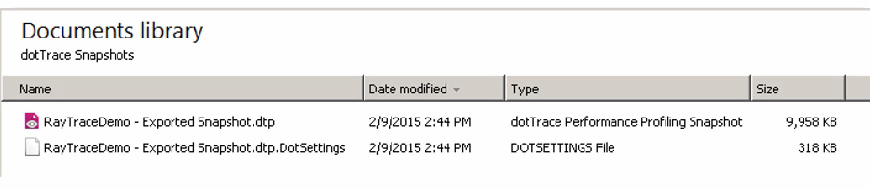 Documents library
dotTrace Snapshots
Name Date modified Type Size
RayTraceDemo - Exported Snapshot.dtp 2/9/2015 2:44 PM dotTrace Performance Profiling Snapshot 9,958 KB
RayTraceDemo - Exported Snapshot.dtp.DotSettings 2/9/2015 2:44 PM DOTSETTINGS File 318 KB